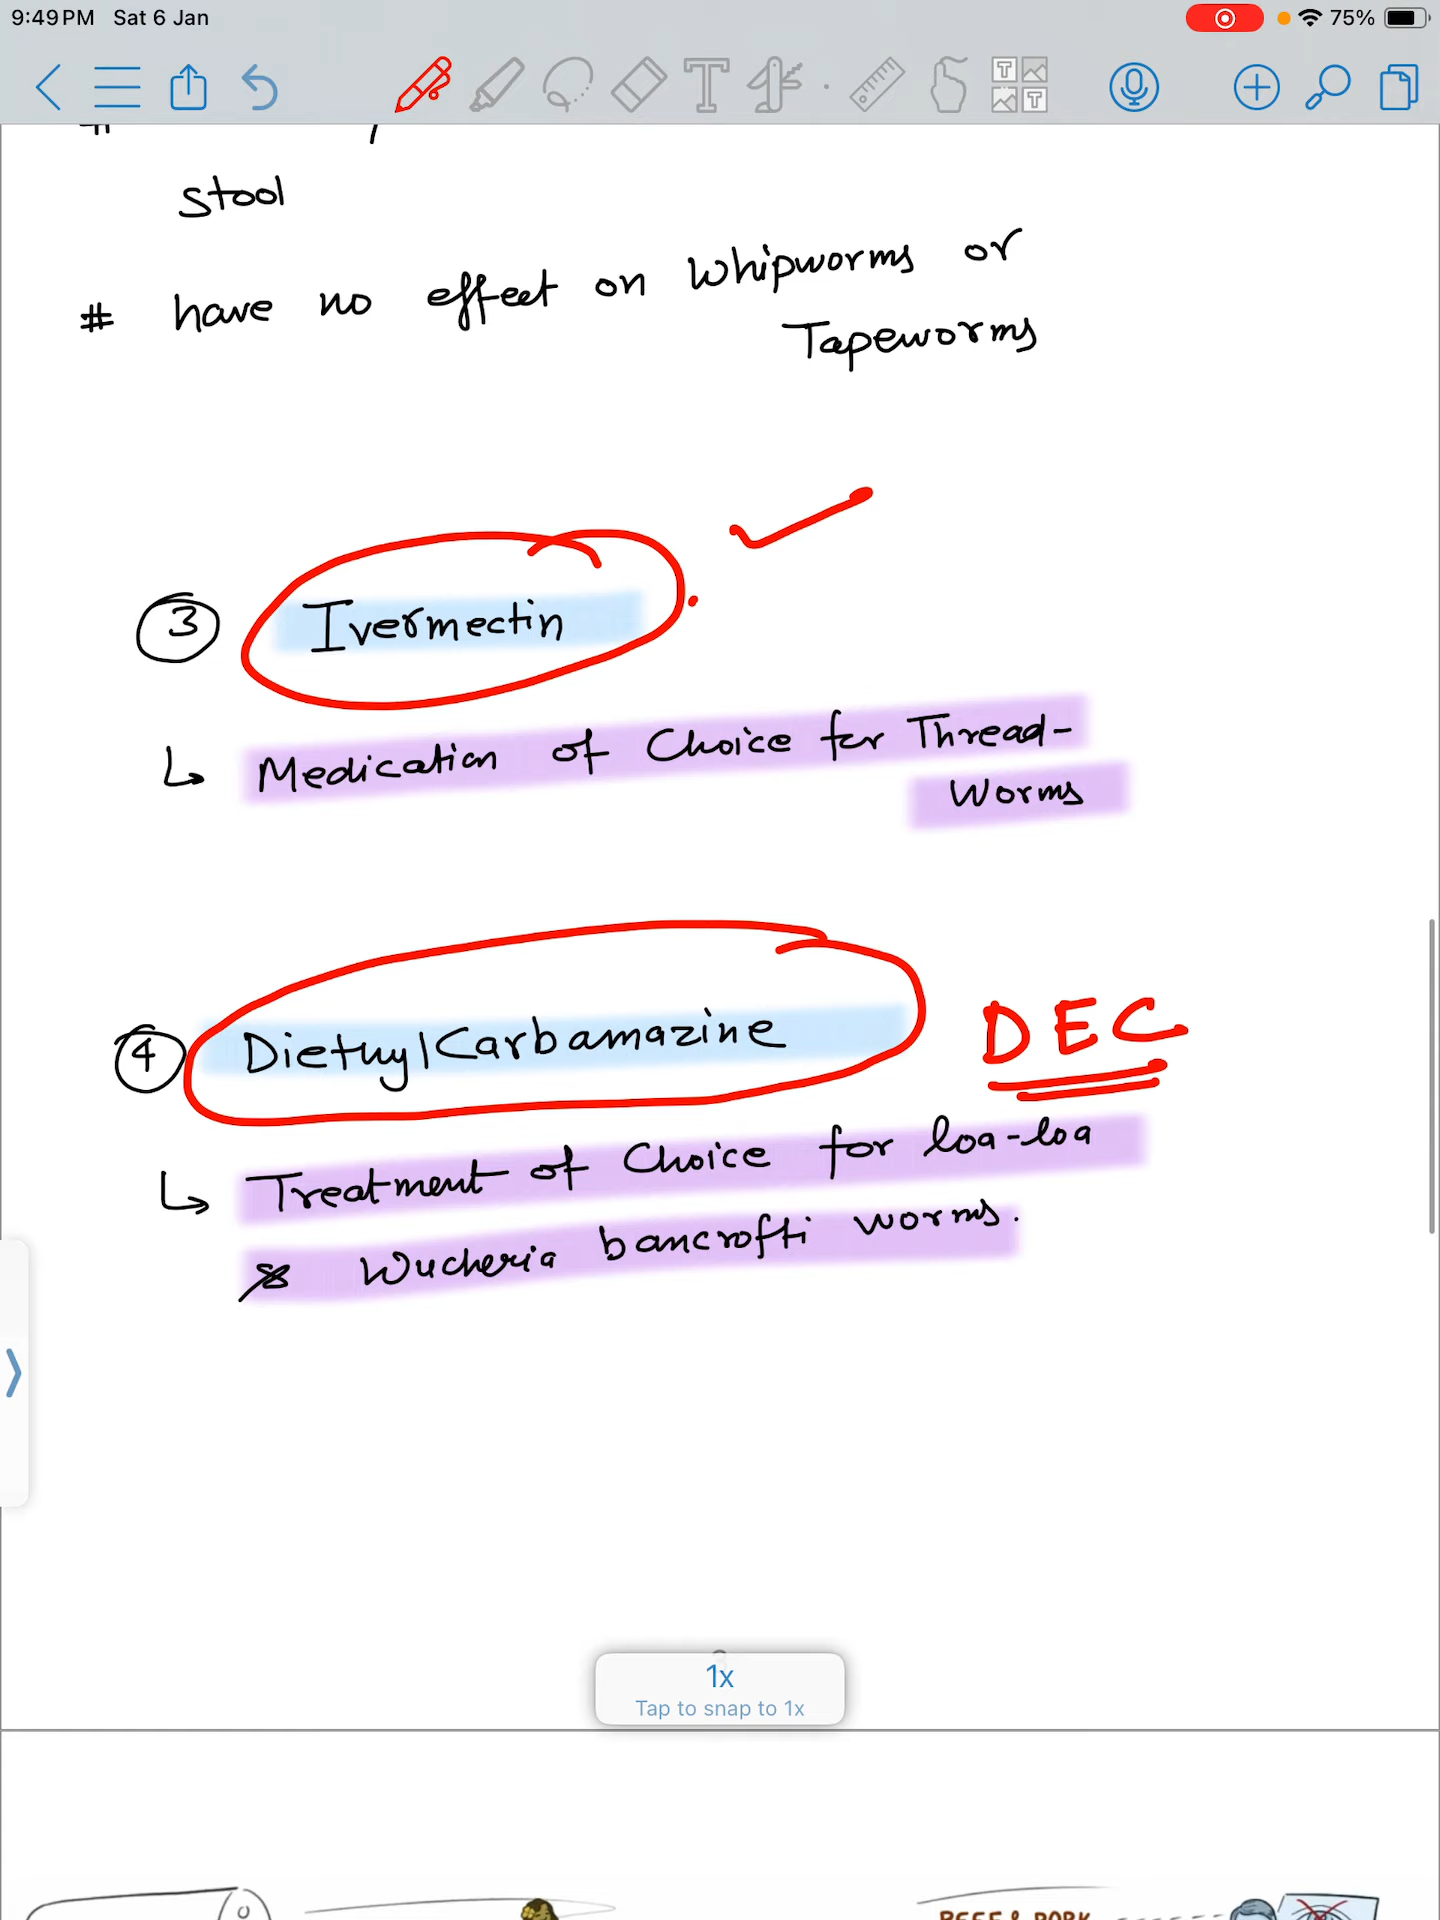 9:49 PM Sat 6 Jan 75%
stool
# have no effect on Whipworms or
Tapeworms
3 Ivermectin
↳ Medication of Choice for Thread-
Worms
4 Diethylcarbamazine DEC
↳ Treatment of Choice for loa-loa
& Wucheria bancrofti worms.
1x
Tap to snap to 1x